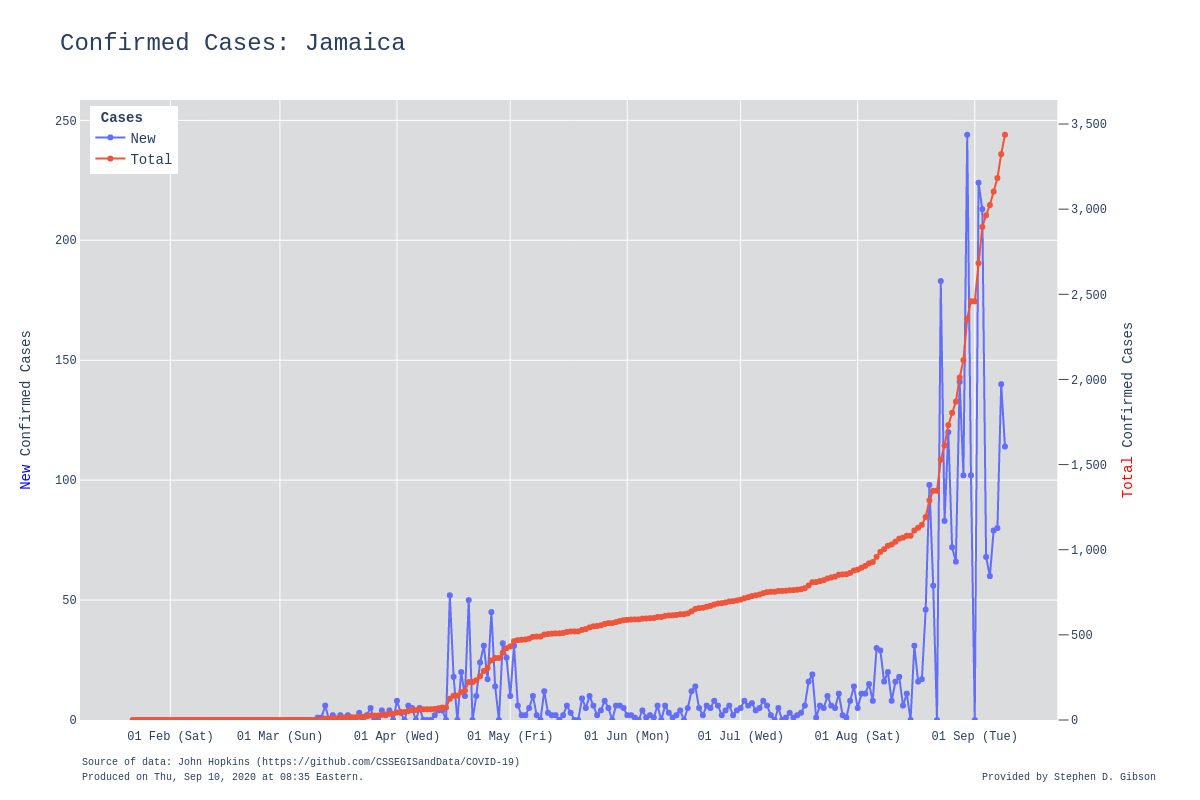 Confirmed Cases: Jamaica
Cases
New
Total
250
200
150
100
50
0
3,500
3,000
2,500
2,000
1,500
1,000
500
0
New Confirmed Cases
Total Confirmed Cases
01 Feb (Sat) 01 Mar (Sun) 01 Apr (Wed) 01 May (Fri) 01 Jun (Mon) 01 Jul (Wed) 01 Aug (Sat) 01 Sep (Tue)
Source of data: John Hopkins (https://github.com/CSSEGISandData/COVID-19)
Produced on Thu, Sep 10, 2020 at 08:35 Eastern.
Provided by Stephen D. Gibson